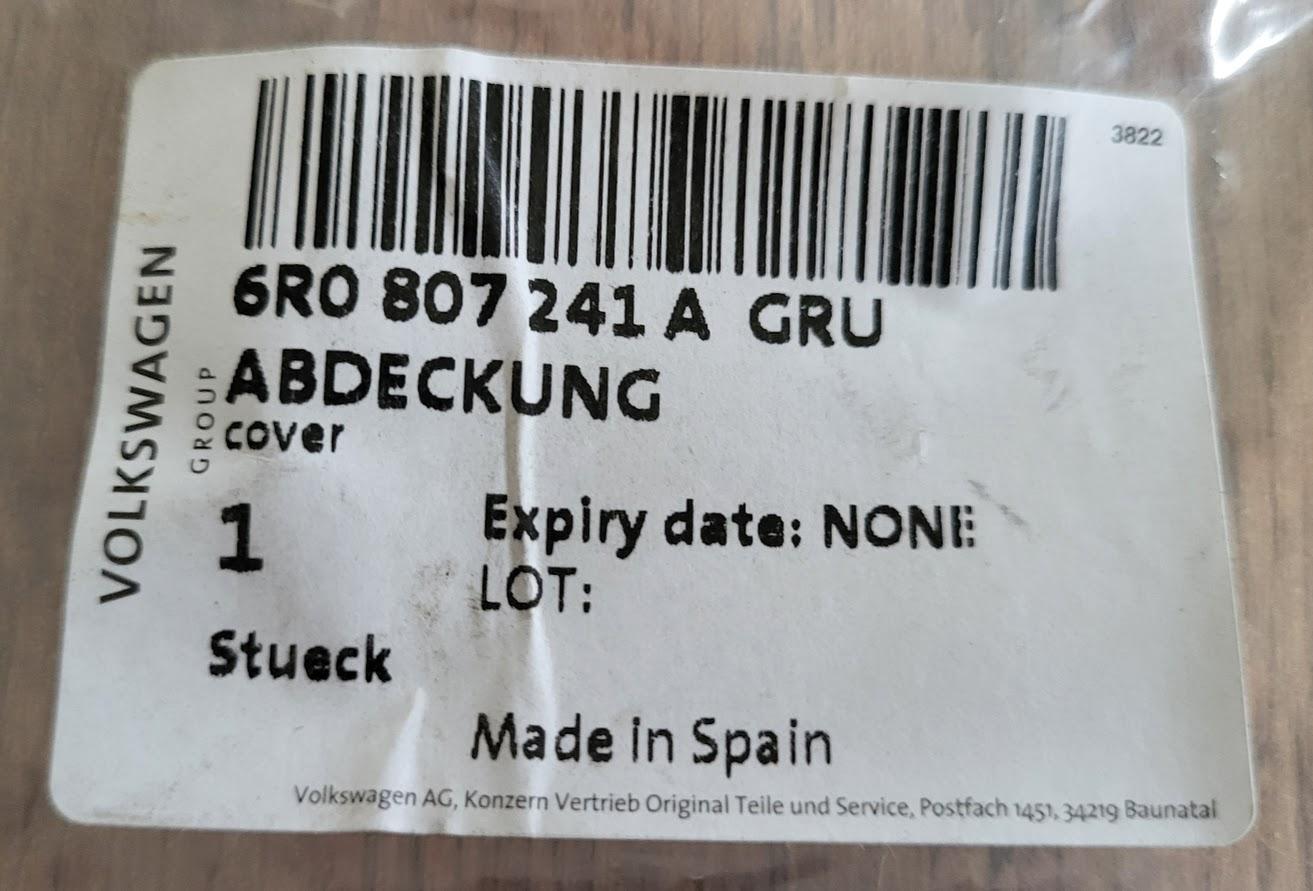 3822
6R0 807 241 A GRU
ABDECKUNG
cover
VOLKSWAGEN
GROUP
1
Expiry date: NONE
LOT:
Stueck
Made in Spain
Volkswagen AG, Konzern Vertrieb Original Teile und Service, Postfach 1451, 34219 Baunatal